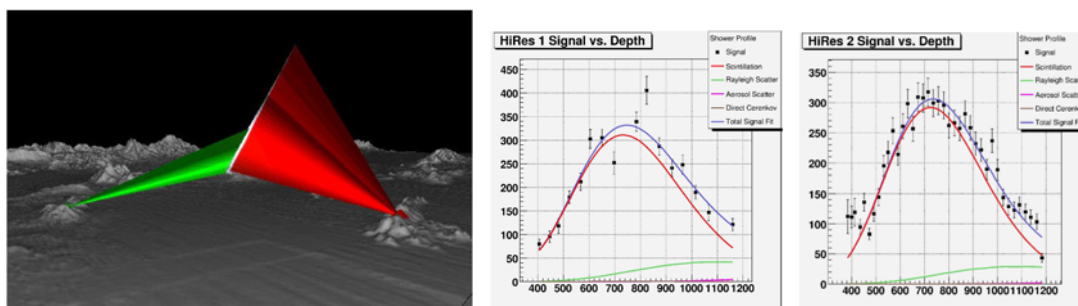 HiRes 1 Signal vs. Depth
Shower Profile
Signal
Scintillation
Rayleigh Scatter
Aerosol Scatter
Direct Cerenkov
Total Signal Fit
450
400
350
300
250
200
150
100
50
0
400 500 600 700 800 900 1000 1100 1200
HiRes 2 Signal vs. Depth
Shower Profile
Signal
Scintillation
Rayleigh Scatter
Aerosol Scatte
Direct Cerenkov
Total Signal Fit
350
300
250
200
150
100
50
0
400 500 600 700 800 900 1000 1100 1200